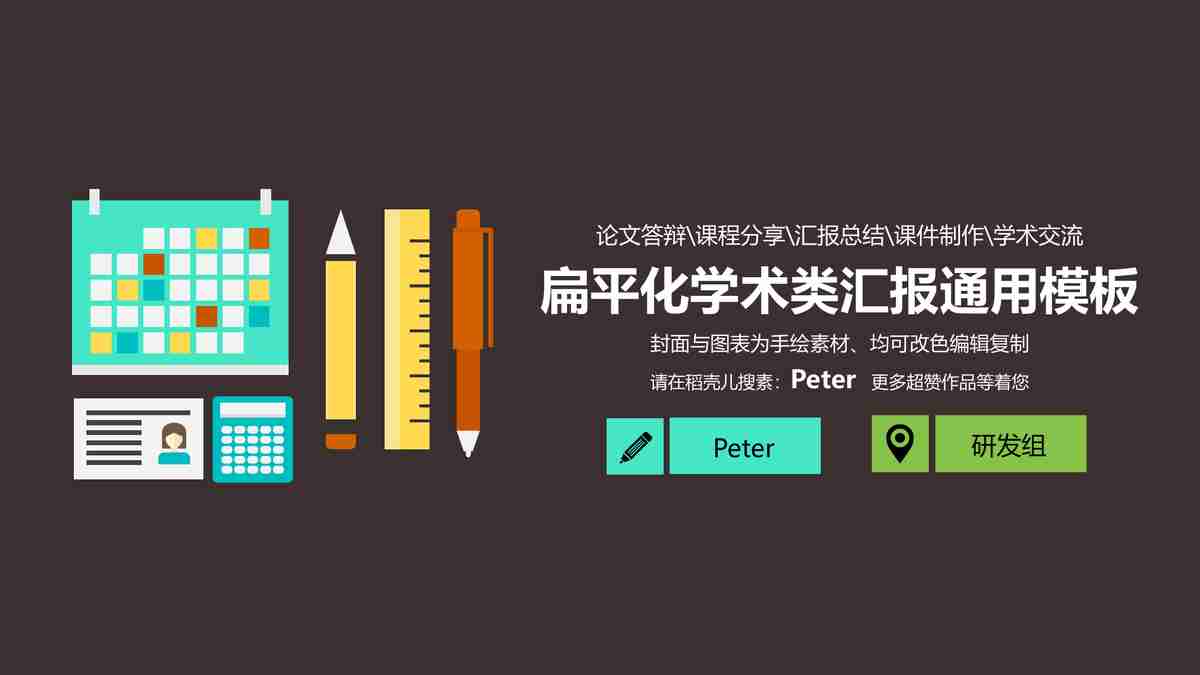 论文答辩\课程分享\汇报总结\课件制作\学术交流
扁平化学术类汇报通用模板
封面与图表为手绘素材、均可改色编辑复制
请在稻壳儿搜素：Peter 更多超赞作品等着您
Peter
研发组